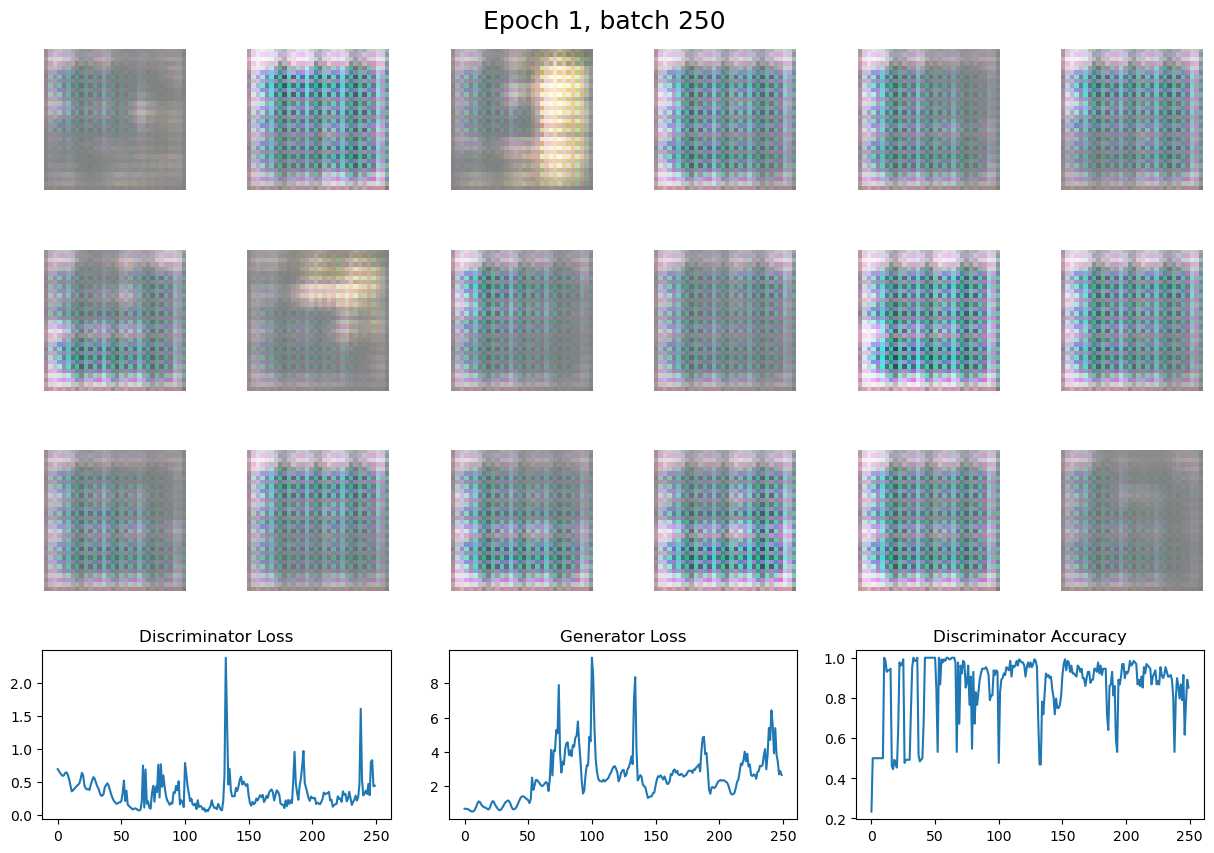 Epoch 1, batch 250
Discriminator Loss
Generator Loss
Discriminator Accuracy
2.0
1.5
1.0
0.5
0.0
0 50 100 150 200 250
8
6
4
2
0 50 100 150 200 250
1.0
0.8
0.6
0.4
0.2
0 50 100 150 200 250